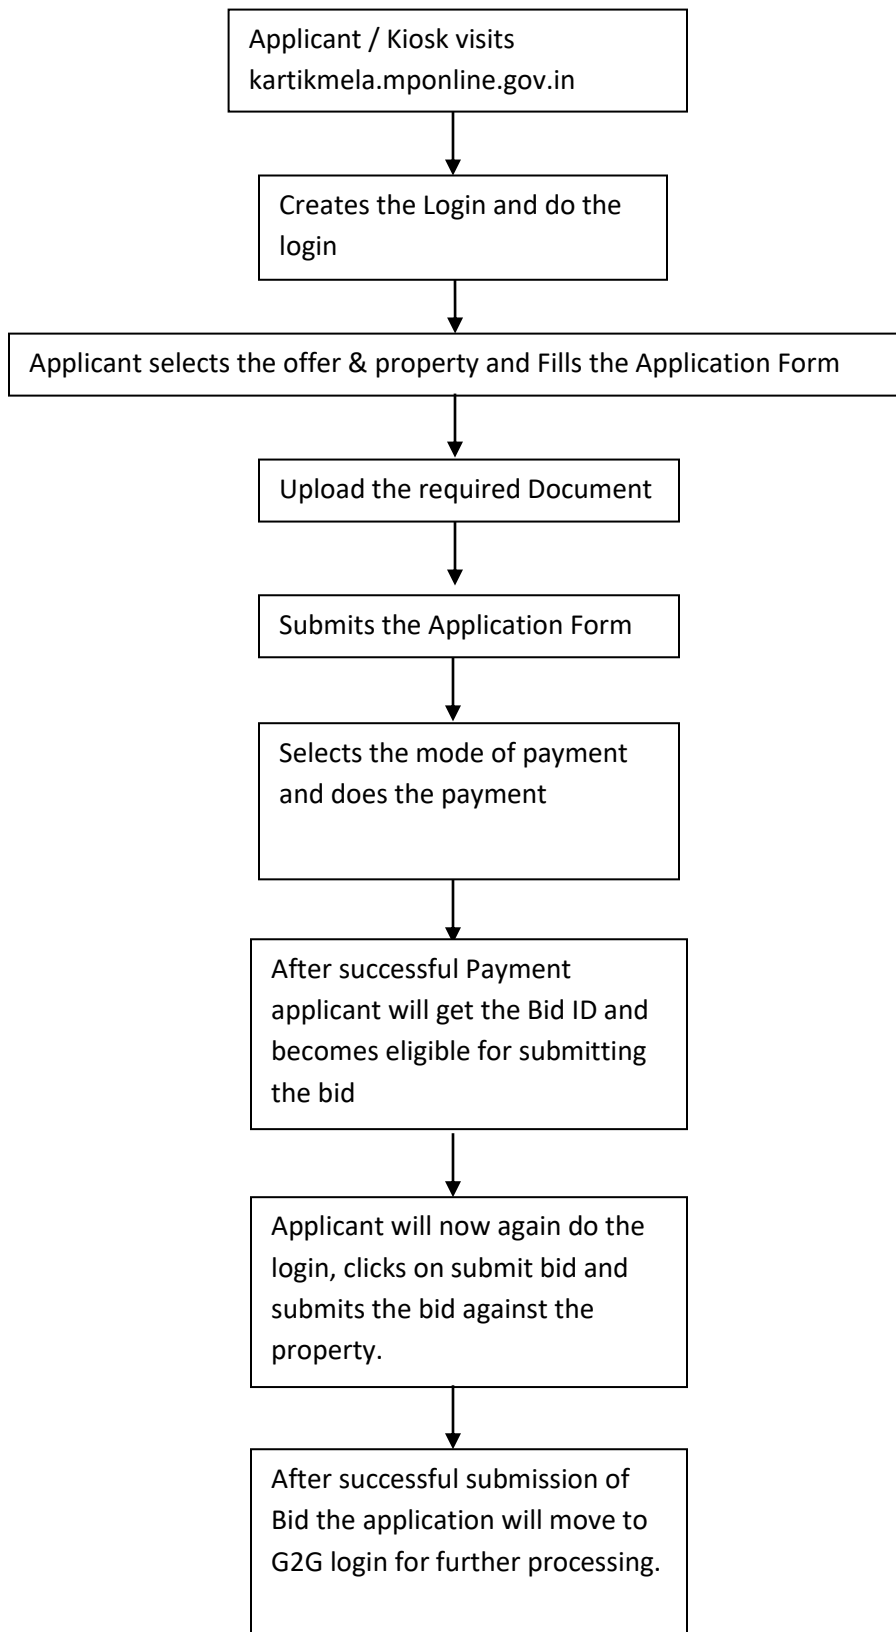 Applicant / Kiosk visits
kartikmela.mponline.gov.in
Creates the Login and do the
login
Applicant selects the offer & property and Fills the Application Form
Upload the required Document
Submits the Application Form
Selects the mode of payment
and does the payment
After successful Payment
applicant will get the Bid ID and
becomes eligible for submitting
the bid
Applicant will now again do the
login, clicks on submit bid and
submits the bid against the
property.
After successful submission of
Bid the application will move to
G2G login for further processing.